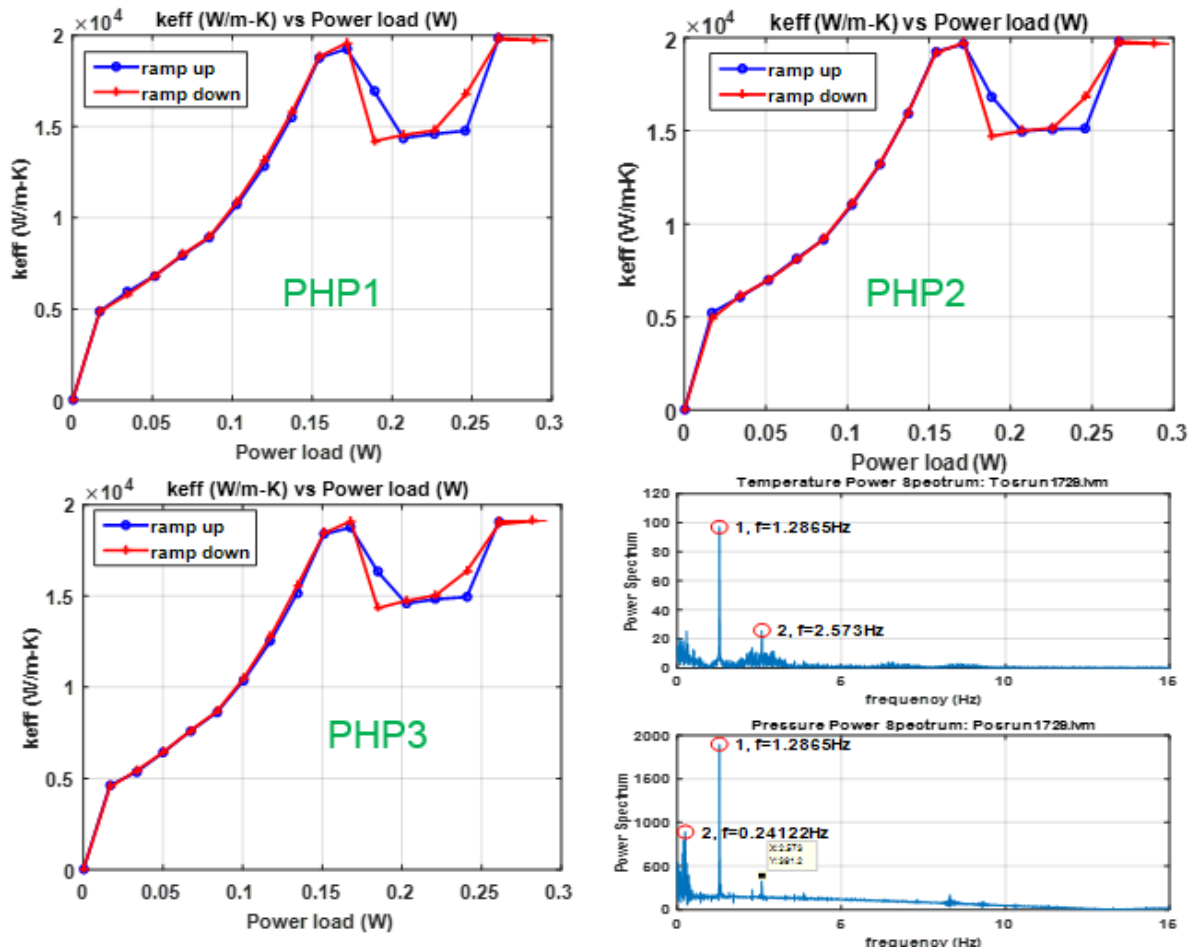 keff (W/m-K) vs Power load (W)
×10⁴
2
1.5
1
0.5
0
keff (W/m-K)
ramp up
ramp down
PHP1
0 0.05 0.1 0.15 0.2 0.25 0.3
Power load (W)
keff (W/m-K) vs Power load (W)
×10⁴
2
1.5
1
0.5
0
keff (W/m-K)
ramp up
ramp down
PHP2
0 0.05 0.1 0.15 0.2 0.25 0.3
Power load (W)
keff (W/m-K) vs Power load (W)
×10⁴
2
1.5
1
0.5
0
keff (W/m-K)
ramp up
ramp down
PHP3
0 0.05 0.1 0.15 0.2 0.25 0.3
Power load (W)
Temperature Power Spectrum: Tosrun1729.lvm
120
100
80
60
40
20
0
Power Spectrum
1, f=1.2865Hz
2, f=2.573Hz
0 5 10 15
frequency (Hz)
Pressure Power Spectrum: Posrun1729.lvm
2000
1500
1000
500
0
Power Spectrum
1, f=1.2865Hz
2, f=0.24122Hz
X: 2.573
0 5 10 15
frequency (Hz)